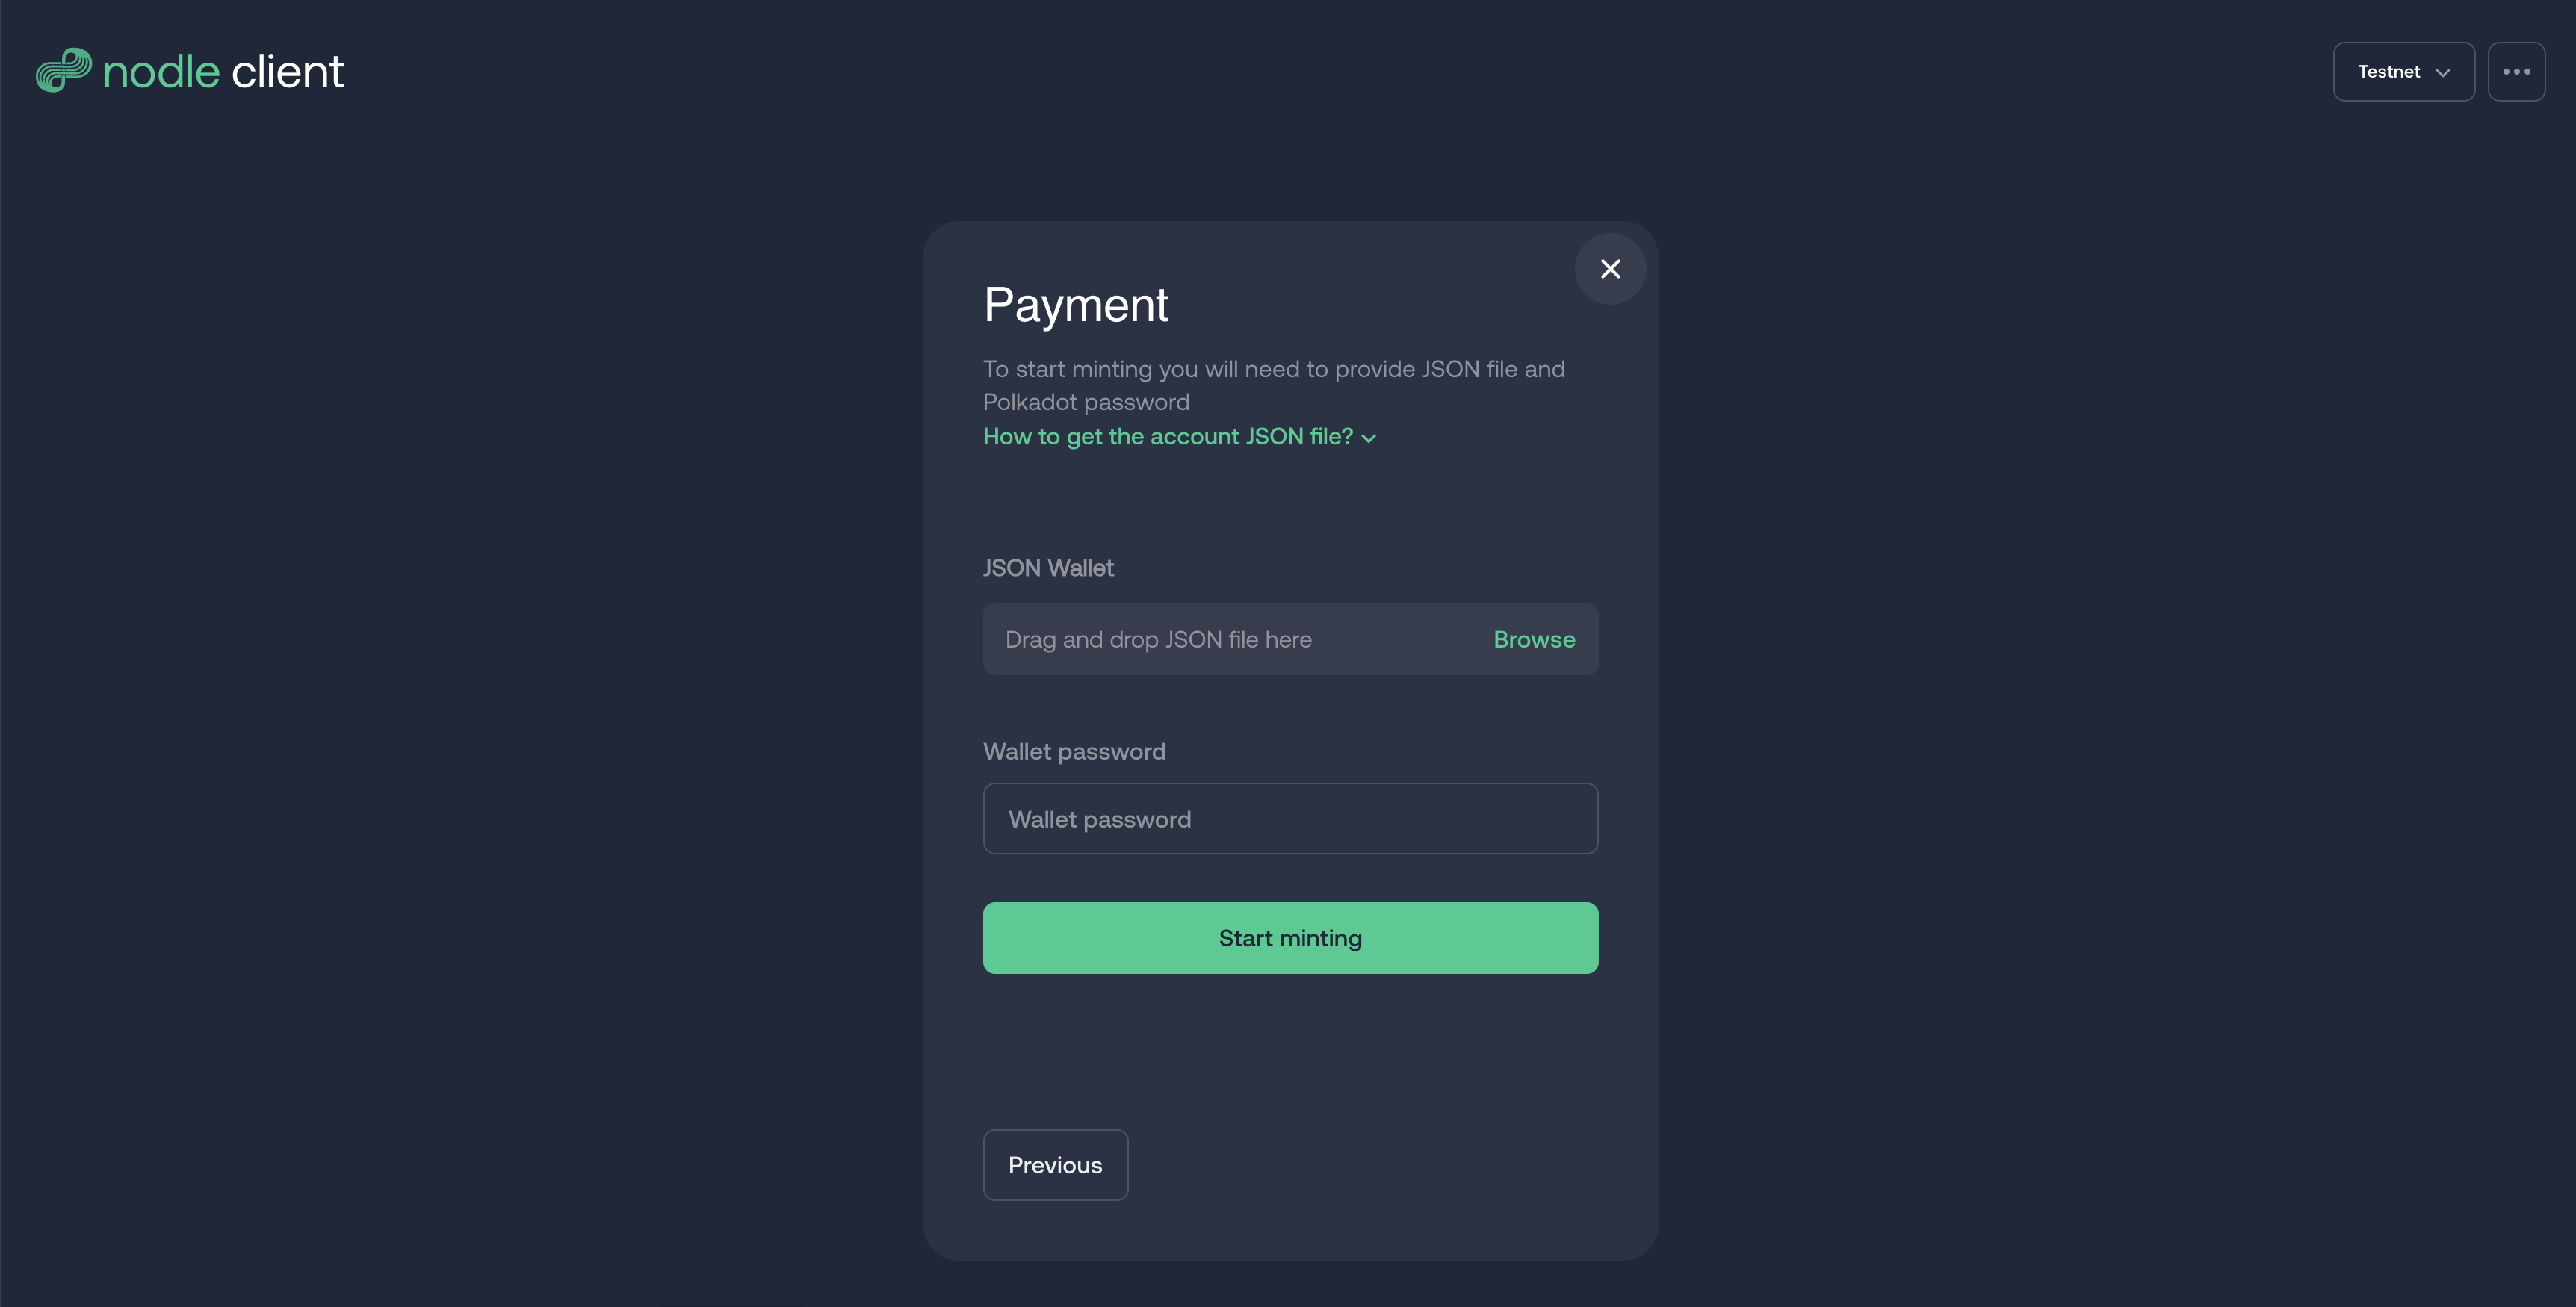 nodle client
Testnet
Payment
To start minting you will need to provide JSON file and
Polkadot password
How to get the account JSON file?
JSON Wallet
Drag and drop JSON file here
Browse
Wallet password
Wallet password
Start minting
Previous